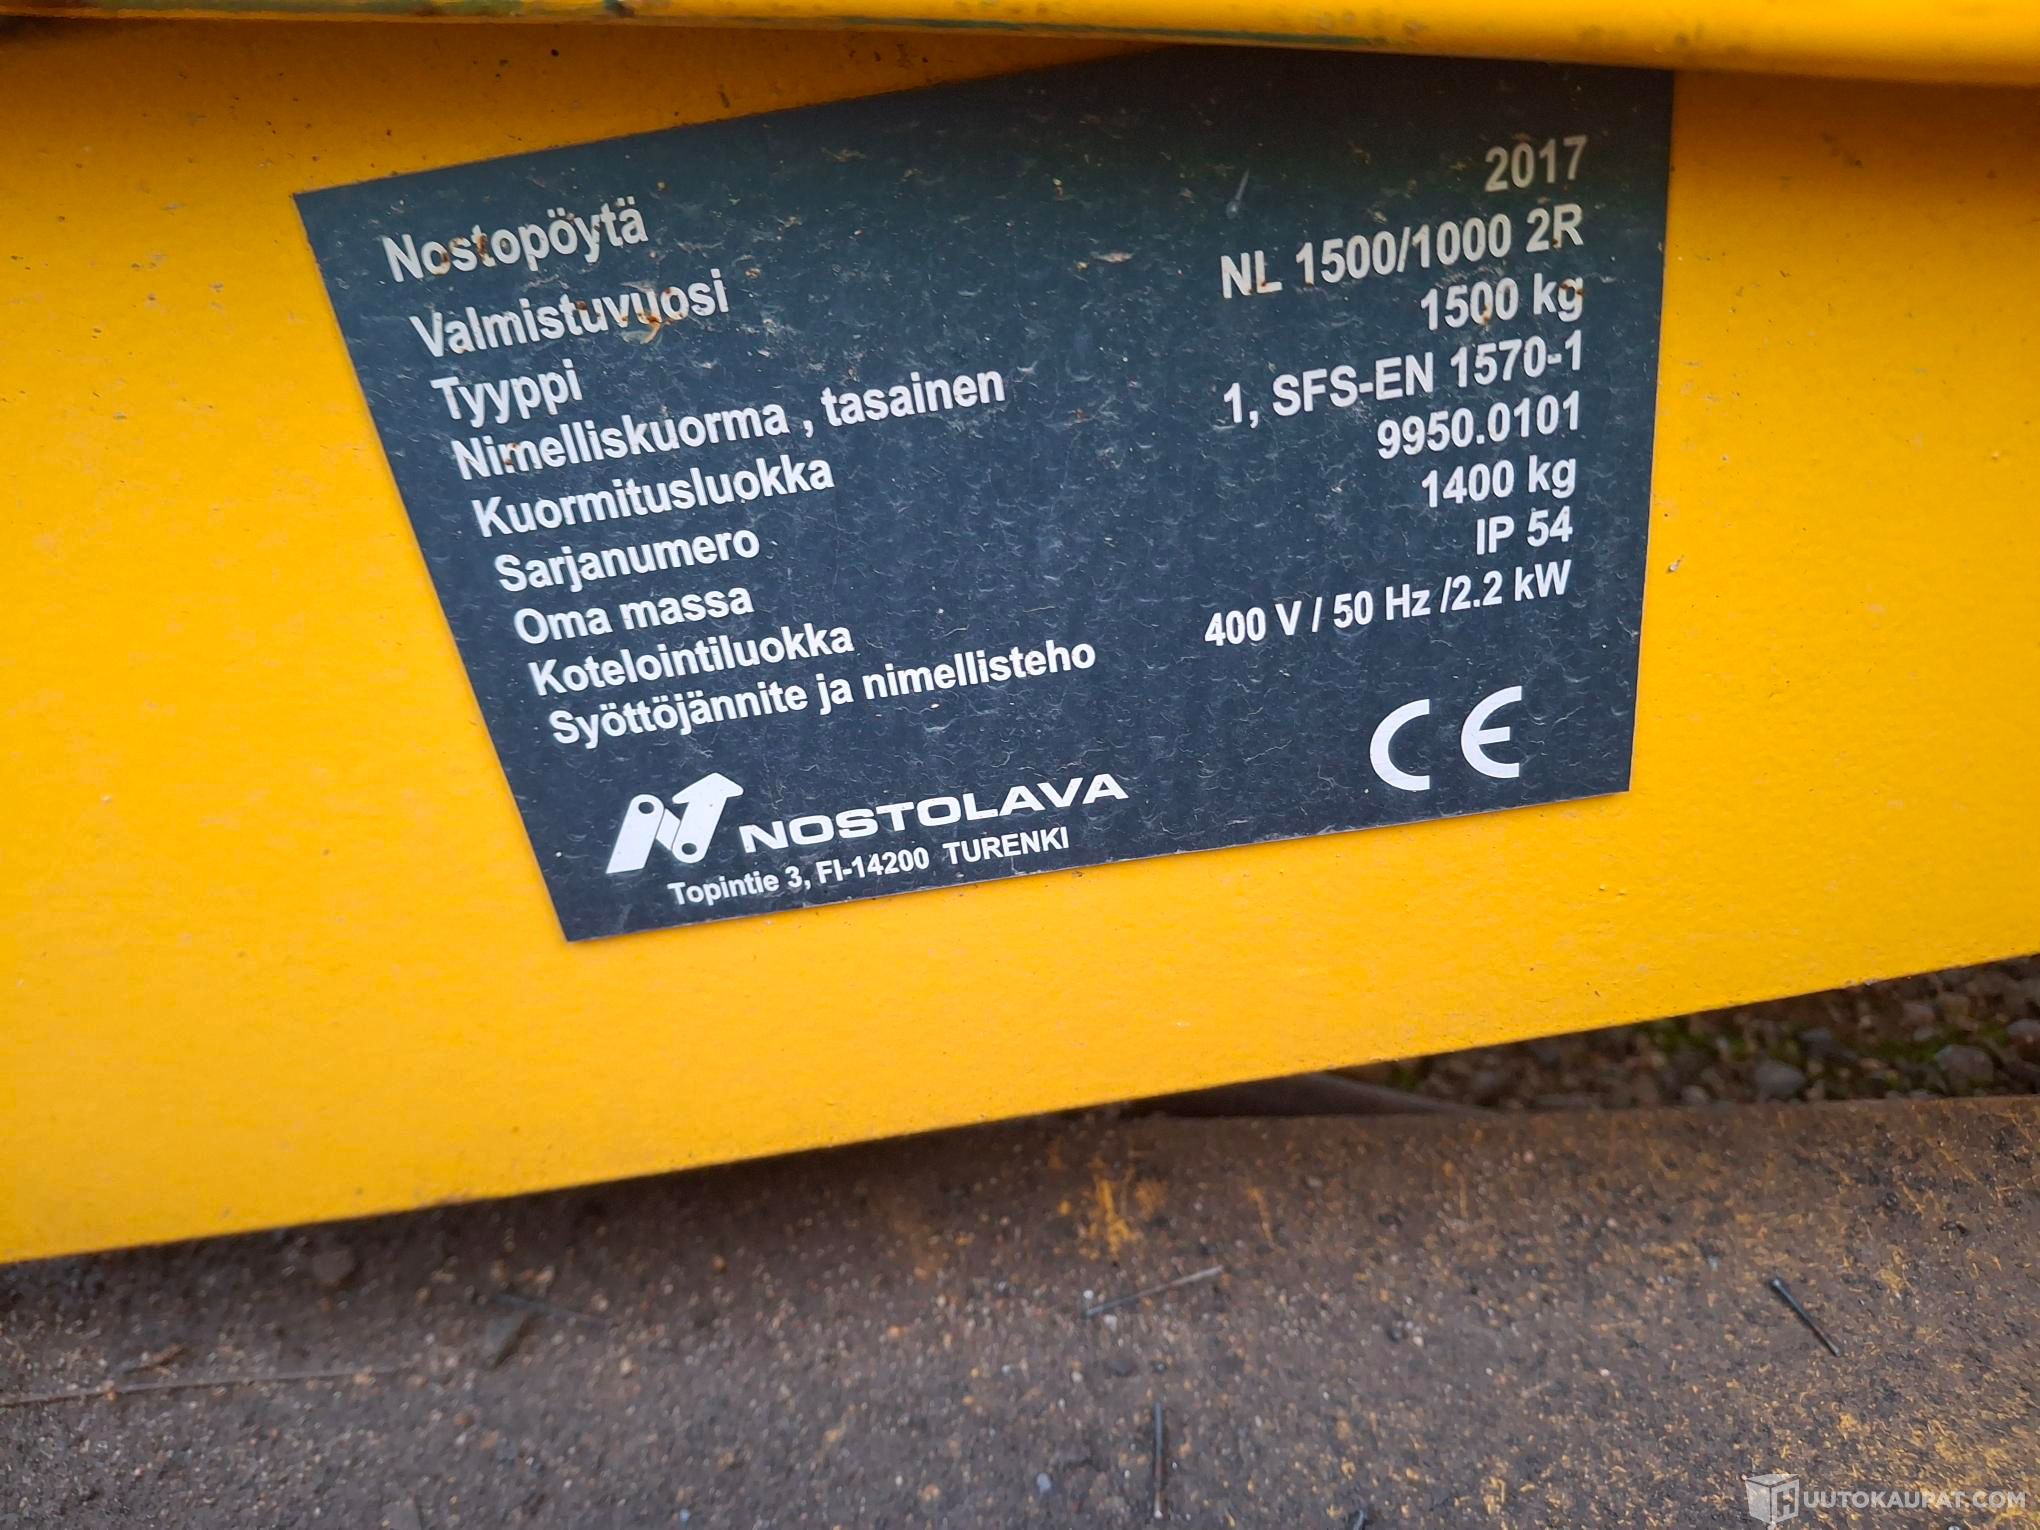 Nostopöytä
Valmistuvuosi 2017
Tyyppi NL 1500/1000 2R
Nimelliskuorma , tasainen 1500 kg
Kuormitusluokka 1, SFS-EN 1570-1
Sarjanumero 9950.0101
Oma massa 1400 kg
Kotelointiluokka IP 54
Syöttöjännite ja nimellisteho 400 V / 50 Hz /2.2 kW
CE
NOSTOLAVA
Topintie 3, FI-14200 TURENKI
HUUTOKAUPAT.COM